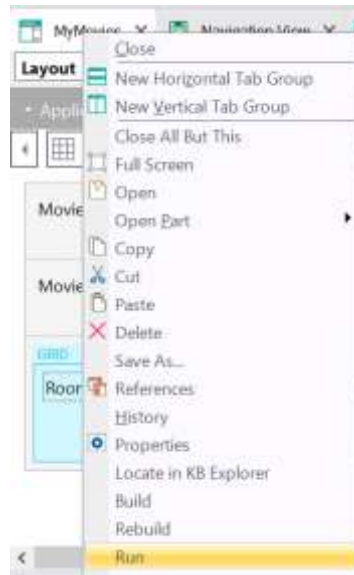 MyMovies X Navigation View X
Close
Layout
New Horizontal Tab Group
Appli
New Vertical Tab Group
Close All But This
Full Screen
Open
Movie
Open Part
Copy
Movie
Cut
Paste
Delete
GRID
Save As...
Room
References
History
Properties
Locate in KB Explorer
Build
Rebuild
Run